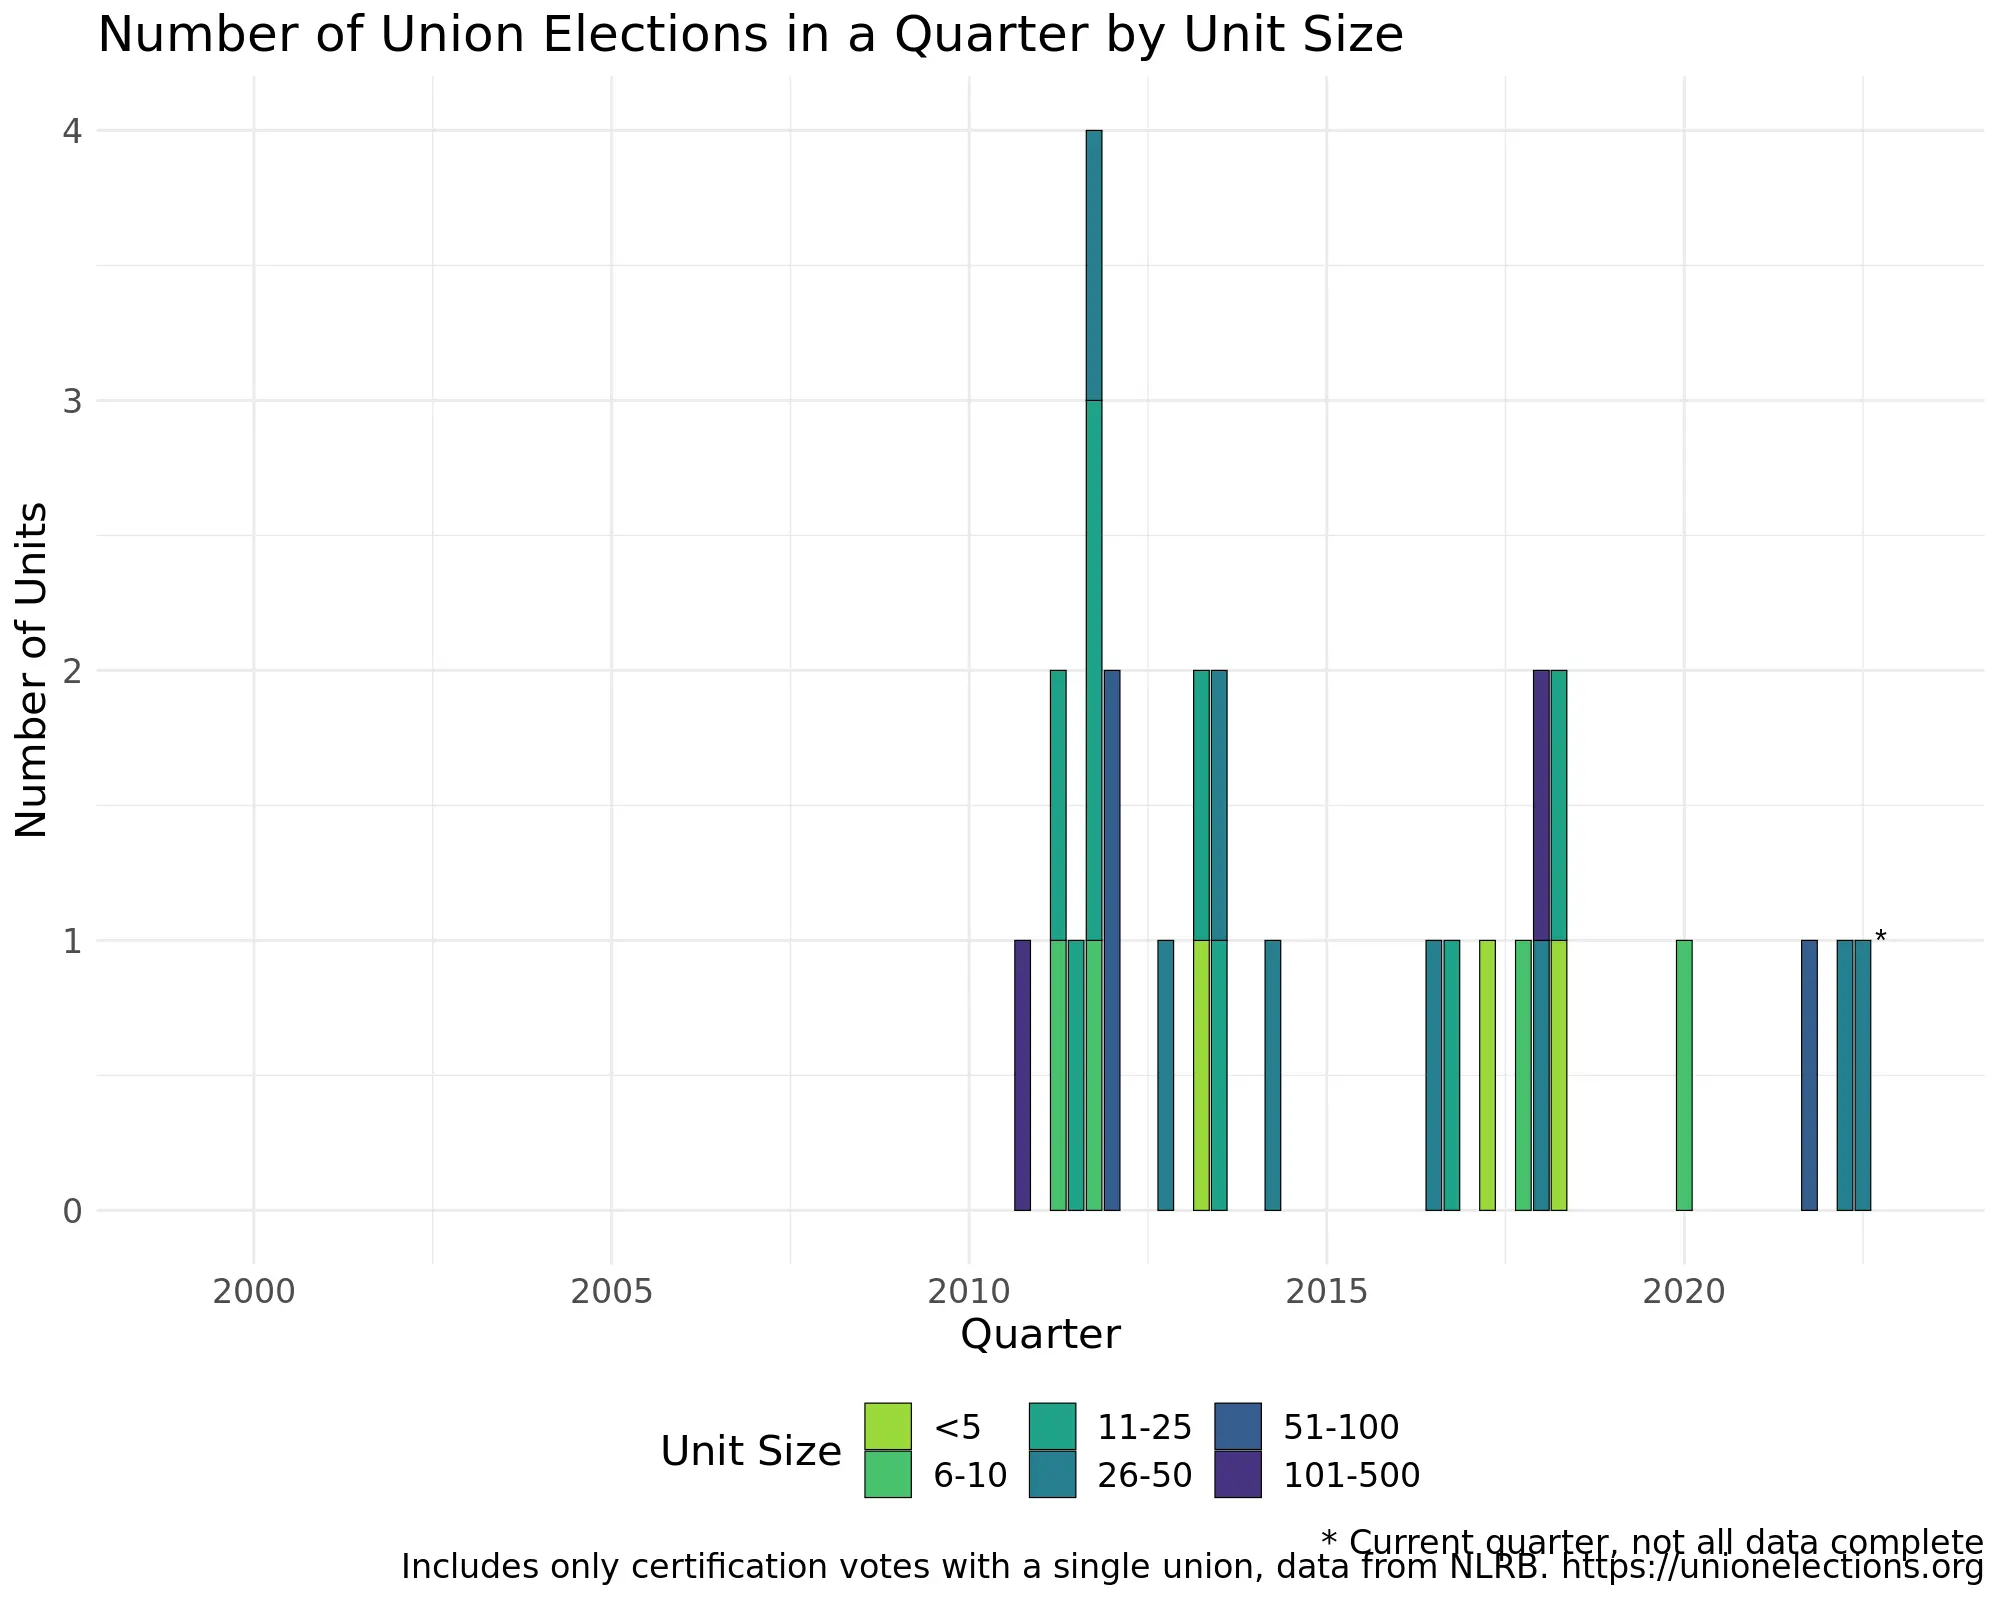 Number of Union Elections in a Quarter by Unit Size
Number of Units
4
3
2
1
0
*
2000 2005 2010 2015 2020
Quarter
Unit Size
<5 11-25 51-100
6-10 26-50 101-500
* Current quarter, not all data complete
Includes only certification votes with a single union, data from NLRB. https://unionelections.org